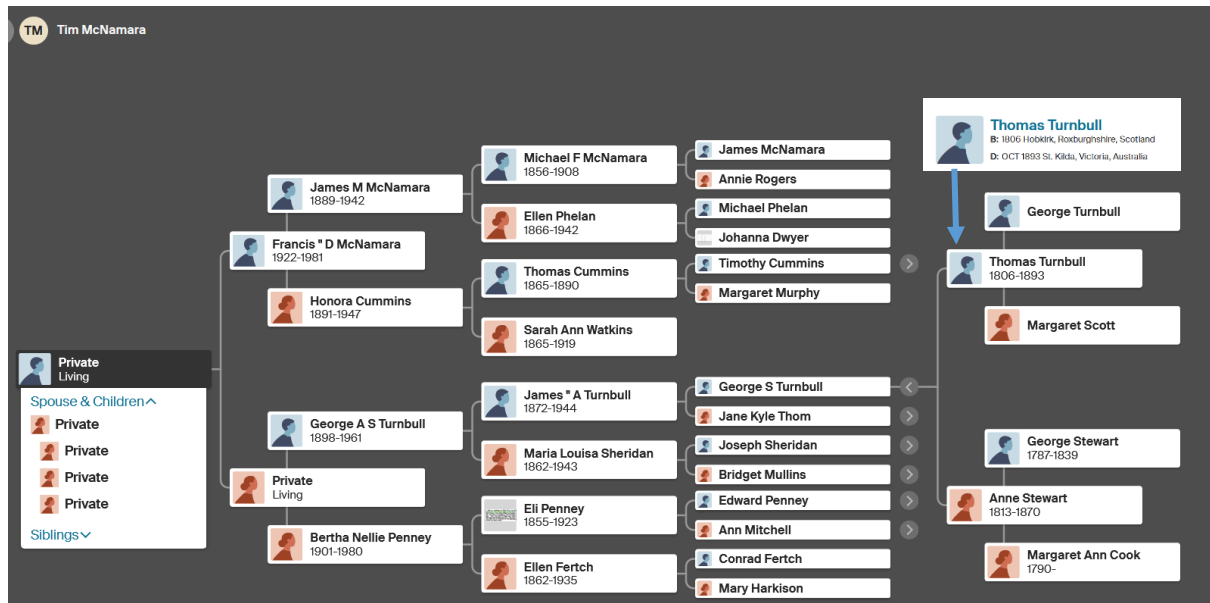 TM Tim McNamara
Thomas Turnbull
B: 1806 Hobkirk, Roxburghshire, Scotland
D: OCT 1893 St. Kilda, Victoria, Australia
Private
Living
Spouse & Children
Private
Private
Private
Private
Siblings
Francis " D McNamara
1922-1981
Private
Living
James M McNamara
1889-1942
Honora Cummins
1891-1947
George A S Turnbull
1898-1961
Bertha Nellie Penney
1901-1980
Michael F McNamara
1856-1908
Ellen Phelan
1866-1942
Thomas Cummins
1865-1890
Sarah Ann Watkins
1865-1919
James " A Turnbull
1872-1944
Maria Louisa Sheridan
1862-1943
Eli Penney
1855-1923
Ellen Fertch
1862-1935
James McNamara
Annie Rogers
Michael Phelan
Johanna Dwyer
Timothy Cummins
Margaret Murphy
George S Turnbull
Jane Kyle Thom
Joseph Sheridan
Bridget Mullins
Edward Penney
Ann Mitchell
Conrad Fertch
Mary Harkison
George Turnbull
Thomas Turnbull
1806-1893
Margaret Scott
George Stewart
1787-1839
Anne Stewart
1813-1870
Margaret Ann Cook
1790-